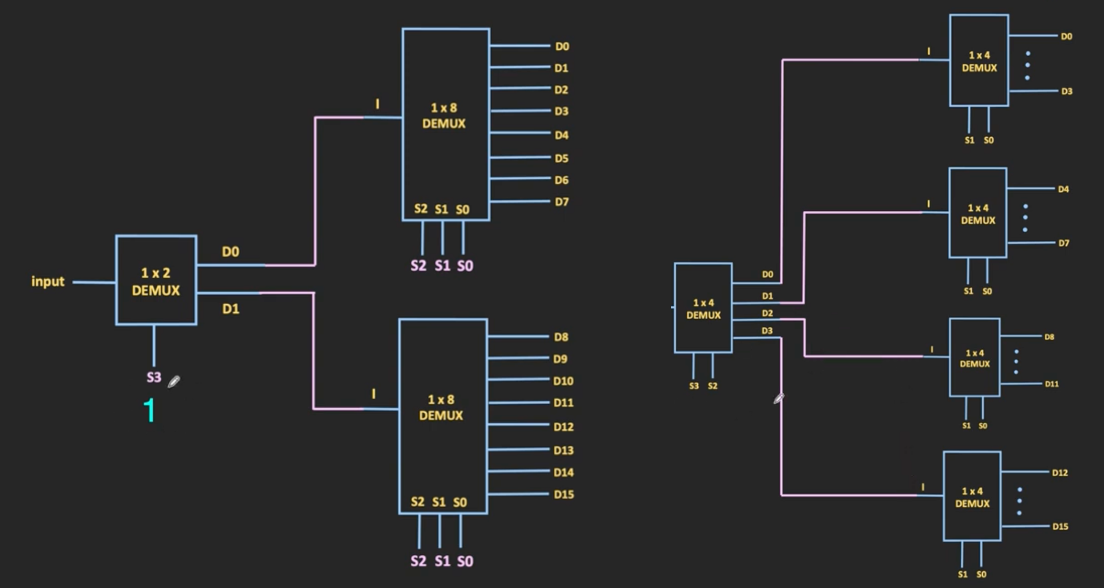 input
1 x 2
DEMUX
S3
1
D0
D1
I
1 x 8
DEMUX
S2 S1 S0
S2 S1 S0
D0
D1
D2
D3
D4
D5
D6
D7
I
1 x 8
DEMUX
S2 S1 S0
S2 S1 S0
D8
D9
D10
D11
D12
D13
D14
D15
1 x 4
DEMUX
S3 S2
D0
D1
D2
D3
I
1 x 4
DEMUX
S1 S0
D0
D3
I
1 x 4
DEMUX
S1 S0
D4
D7
I
1 x 4
DEMUX
S1 S0
D8
D11
I
1 x 4
DEMUX
S1 S0
D12
D15